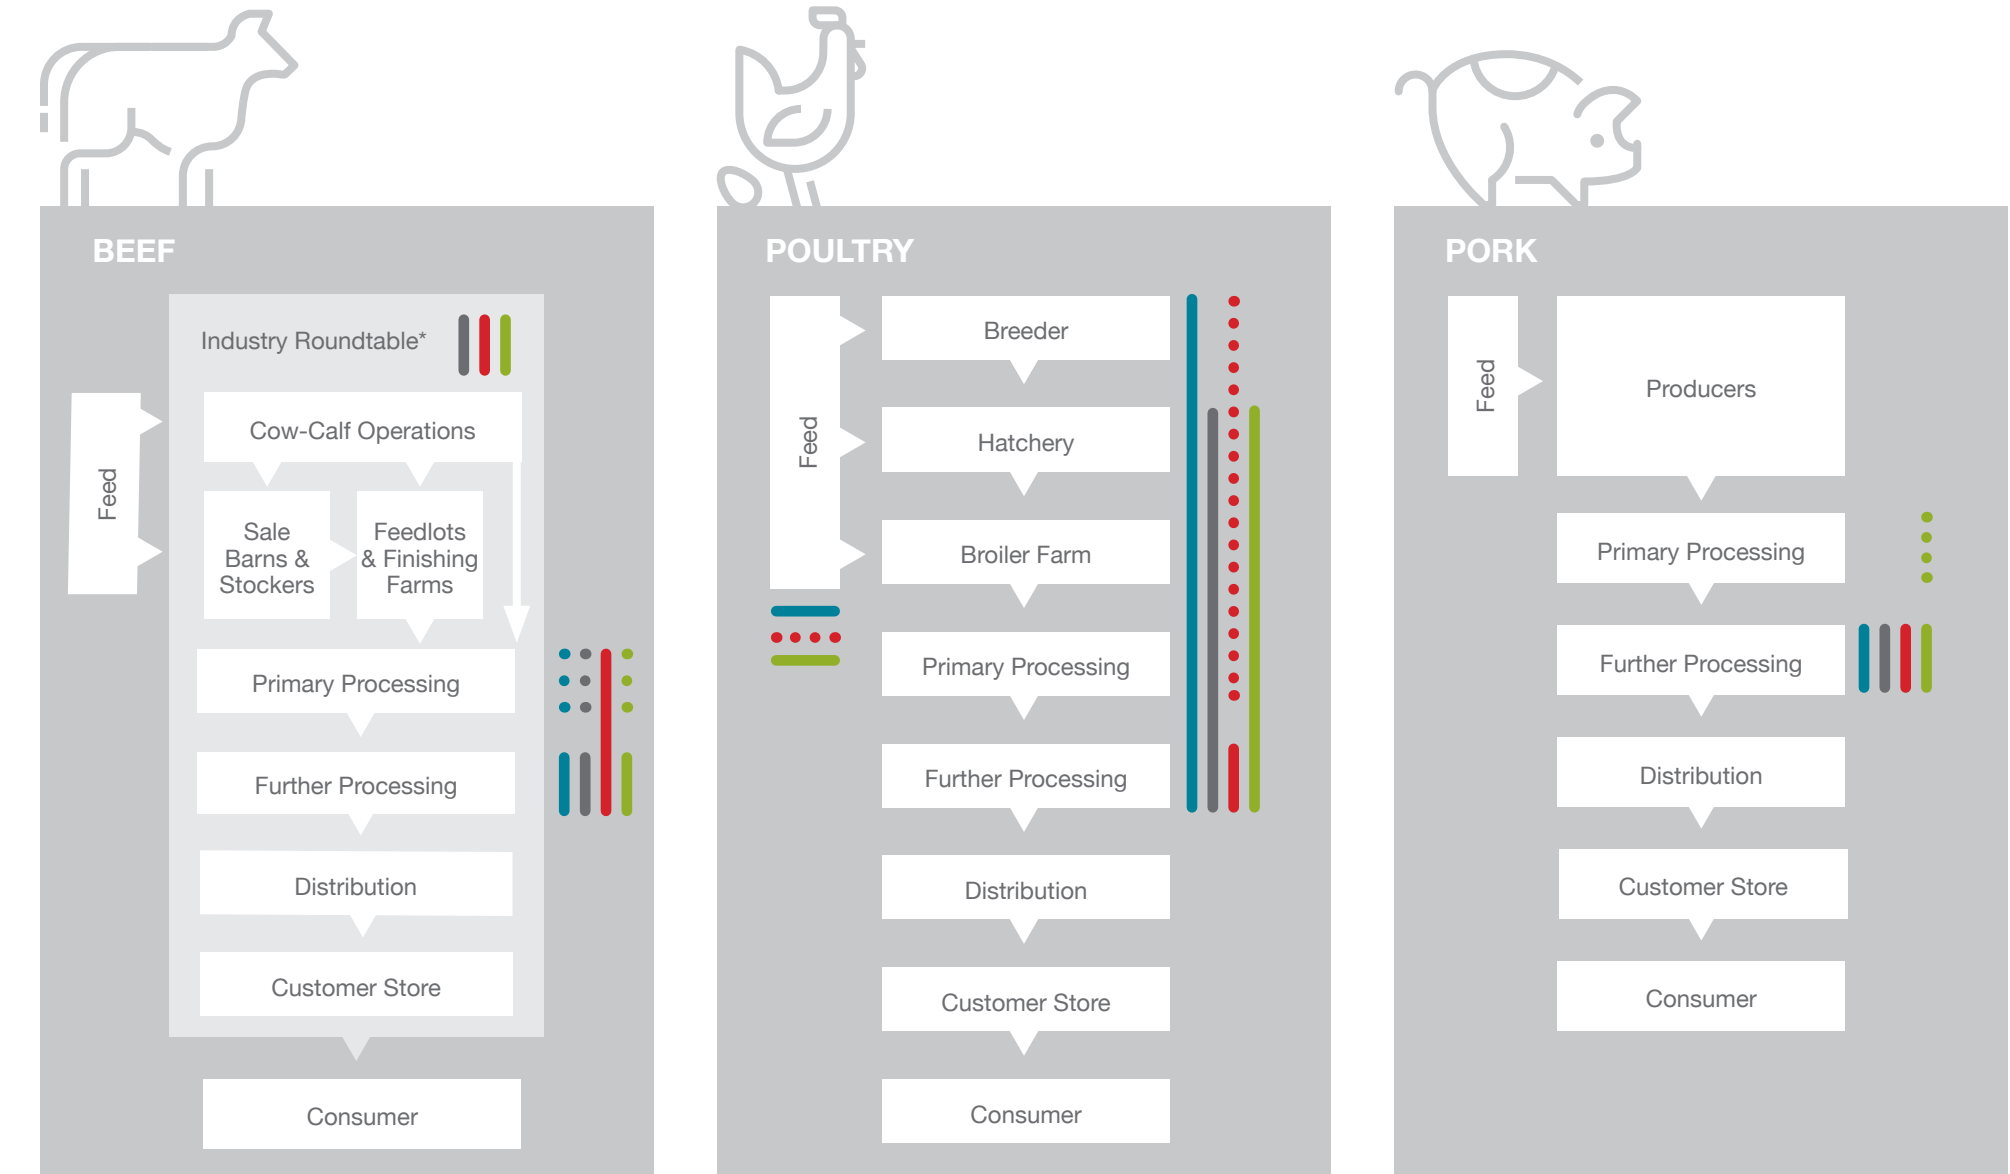 BEEF
Industry Roundtable*
Feed
Cow-Calf Operations
Sale
Barns &
Stockers
Feedlots
& Finishing
Farms
Primary Processing
Further Processing
Distribution
Customer Store
Consumer
POULTRY
Feed
Breeder
Hatchery
Broiler Farm
Primary Processing
Further Processing
Distribution
Customer Store
Consumer
PORK
Feed
Producers
Primary Processing
Further Processing
Distribution
Customer Store
Consumer